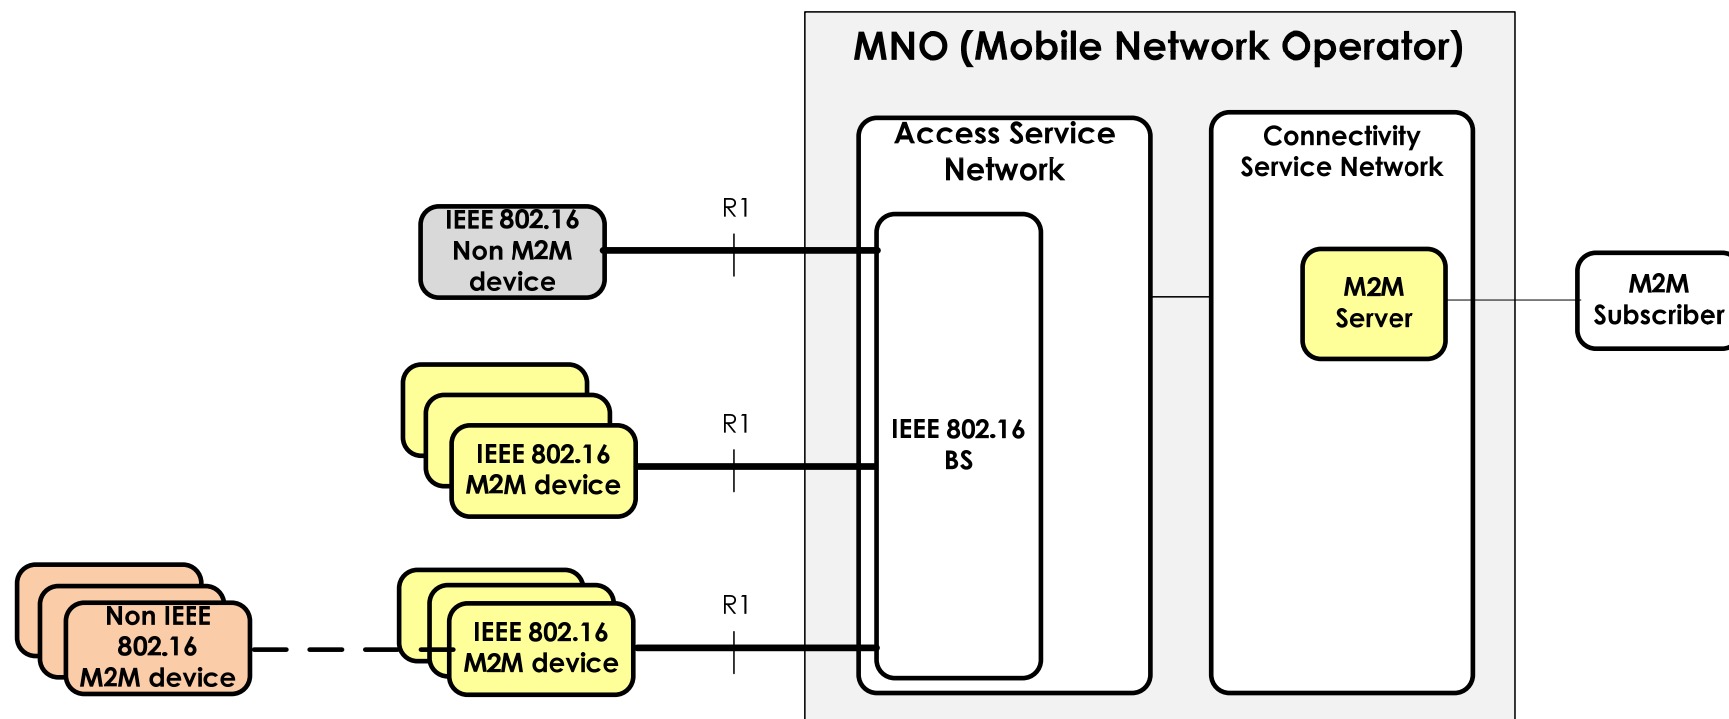 MNO (Mobile Network Operator)
Access Service
Network
Connectivity
Service Network
R1
IEEE 802.16
Non M2M
device
M2M
Server
M2M
Subscriber
R1
IEEE 802.16
BS
IEEE 802.16
M2M device
R1
Non IEEE
802.16
M2M device
IEEE 802.16
M2M device